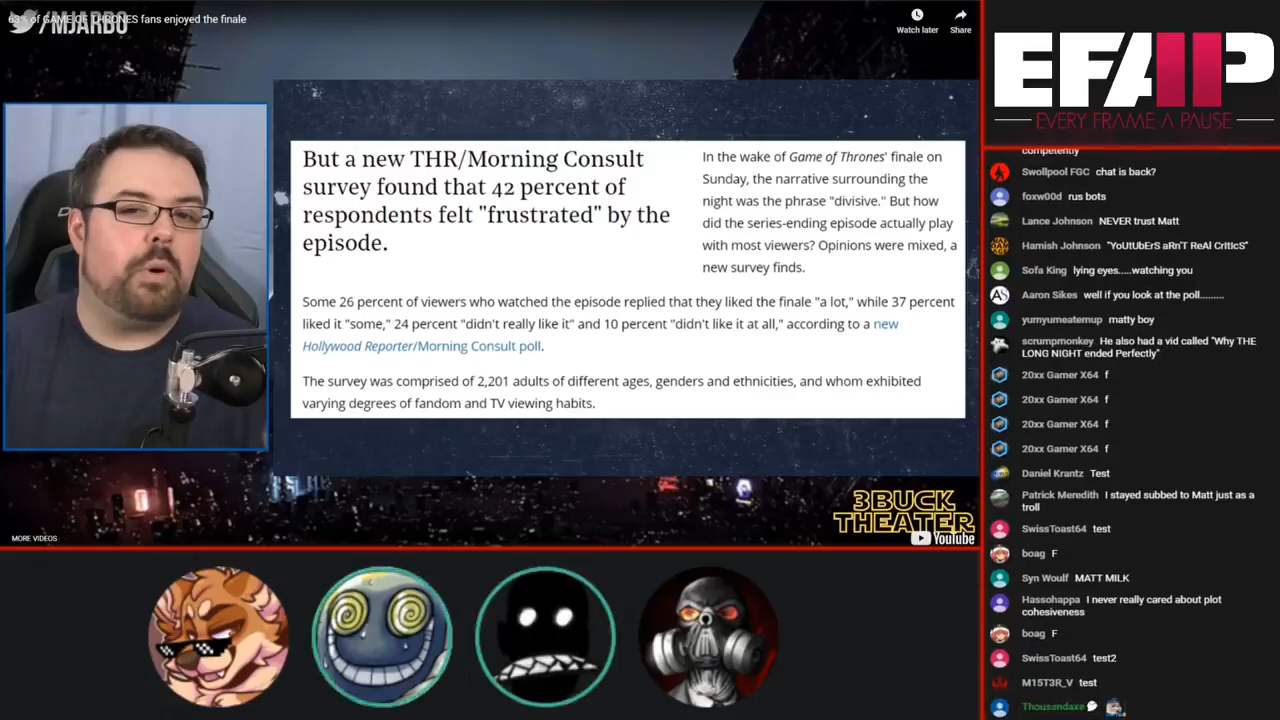 63% of GAME OF THRONES fans enjoyed the finale
/MJARBO
Watch later
Share
But a new THR/Morning Consult
survey found that 42 percent of
respondents felt "frustrated" by the
episode.
In the wake of Game of Thrones' finale on
Sunday, the narrative surrounding the
night was the phrase "divisive." But how
did the series-ending episode actually play
with most viewers? Opinions were mixed, a
new survey finds.
Some 26 percent of viewers who watched the episode replied that they liked the finale "a lot," while 37 percent
liked it "some," 24 percent "didn't really like it" and 10 percent "didn't like it at all," according to a new
Hollywood Reporter/Morning Consult poll.
The survey was comprised of 2,201 adults of different ages, genders and ethnicities, and whom exhibited
varying degrees of fandom and TV viewing habits.
3BUCK
THEATER
MORE VIDEOS
YouTube
EFAP
EVERY FRAME A PAUSE
competently
Swollpool FGC chat is back?
foxw00d rus bots
Lance Johnson NEVER trust Matt
Hamish Johnson "YoUtUbErS aRn'T ReAl CrItIcS"
Sofa King lying eyes.....watching you
Aaron Sikes well if you look at the poll.........
yumyumeatemup matty boy
scrumpmonkey He also had a vid called "Why THE
LONG NIGHT ended Perfectly"
20xx Gamer X64 f
20xx Gamer X64 f
20xx Gamer X64 f
20xx Gamer X64 f
Daniel Krantz Test
Patrick Meredith I stayed subbed to Matt just as a
troll
SwissToast64 test
boag F
Syn Woulf MATT MILK
Hassohappa I never really cared about plot
cohesiveness
boag F
SwissToast64 test2
M15T3R_V test
Thousandaxe